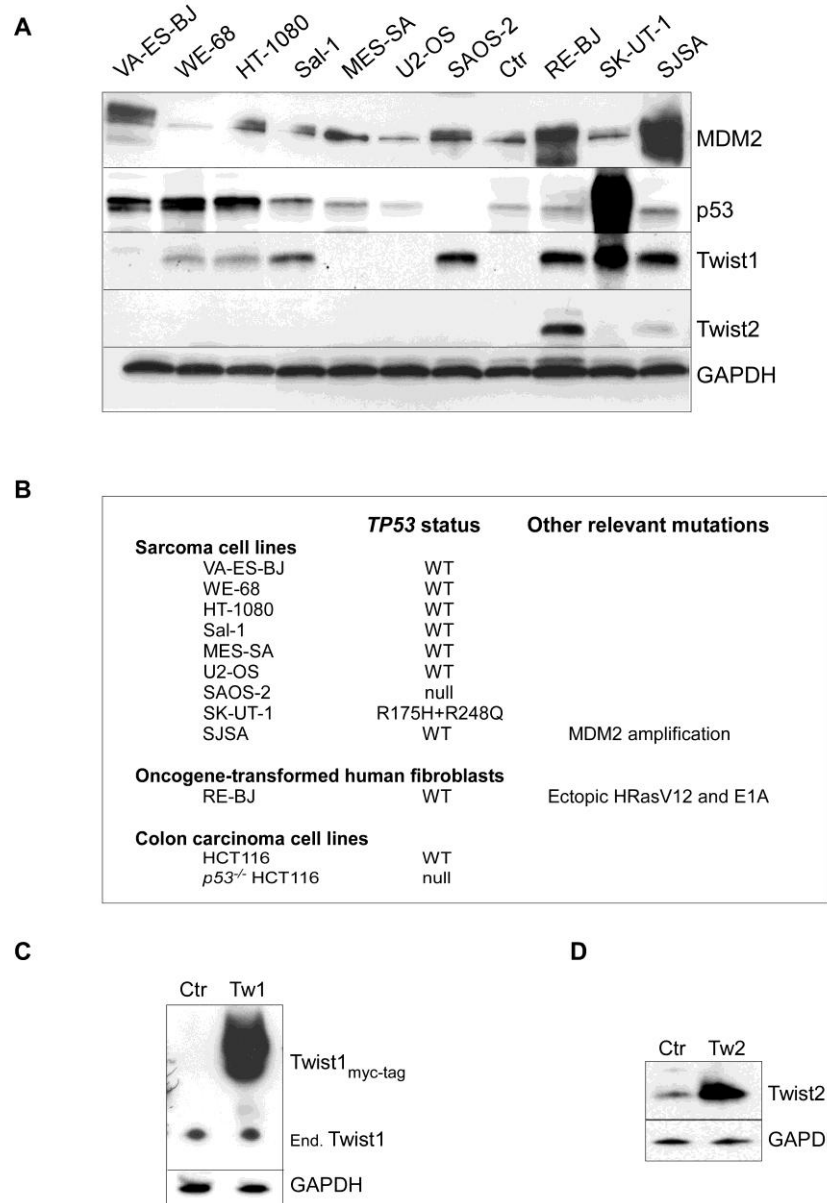 A
VA-ES-BJ WE-68 HT-1080 Sal-1 MES-SA U2-OS SAOS-2 Ctr RE-BJ SK-UT-1 SJSA
MDM2
p53
Twist1
Twist2
GAPDH
B
TP53 status Other relevant mutations
Sarcoma cell lines
VA-ES-BJ WT
WE-68 WT
HT-1080 WT
Sal-1 WT
MES-SA WT
U2-OS WT
SAOS-2 null
SK-UT-1 R175H+R248Q
SJSA WT MDM2 amplification
Oncogene-transformed human fibroblasts
RE-BJ WT Ectopic HRasV12 and E1A
Colon carcinoma cell lines
HCT116 WT
p53-/- HCT116 null
C
Ctr Tw1
Twist1myc-tag
End. Twist1
GAPDH
D
Ctr Tw2
Twist2
GAPD